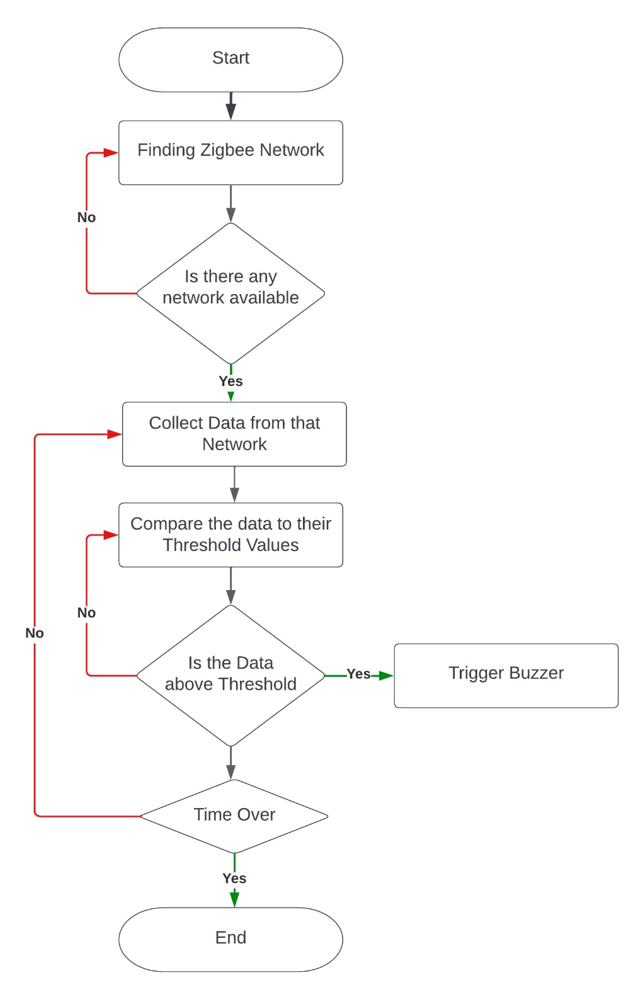 Start
Finding Zigbee Network
No
Is there any
network available
Yes
Collect Data from that
Network
Compare the data to their
Threshold Values
No
No
Is the Data
above Threshold
Yes
Trigger Buzzer
Time Over
Yes
End